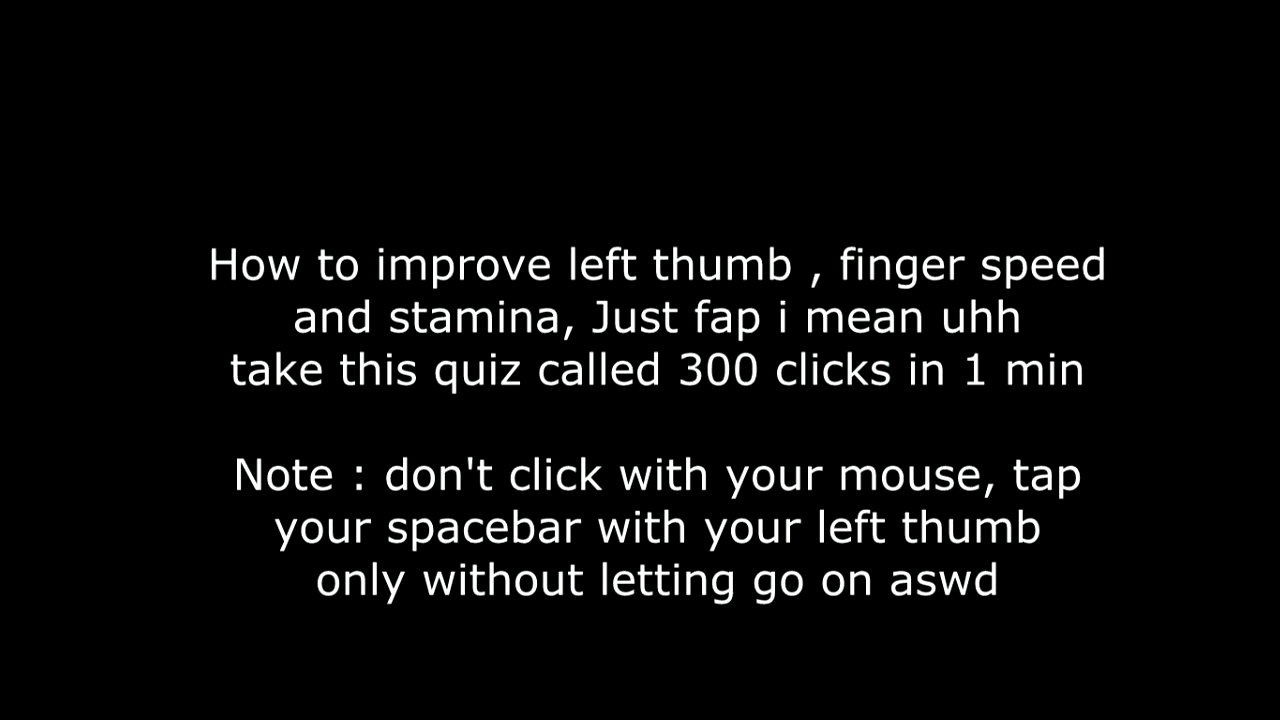 How to improve left thumb , finger speed
and stamina, Just fap i mean uhh
take this quiz called 300 clicks in 1 min
Note : don't click with your mouse, tap
your spacebar with your left thumb
only without letting go on aswd